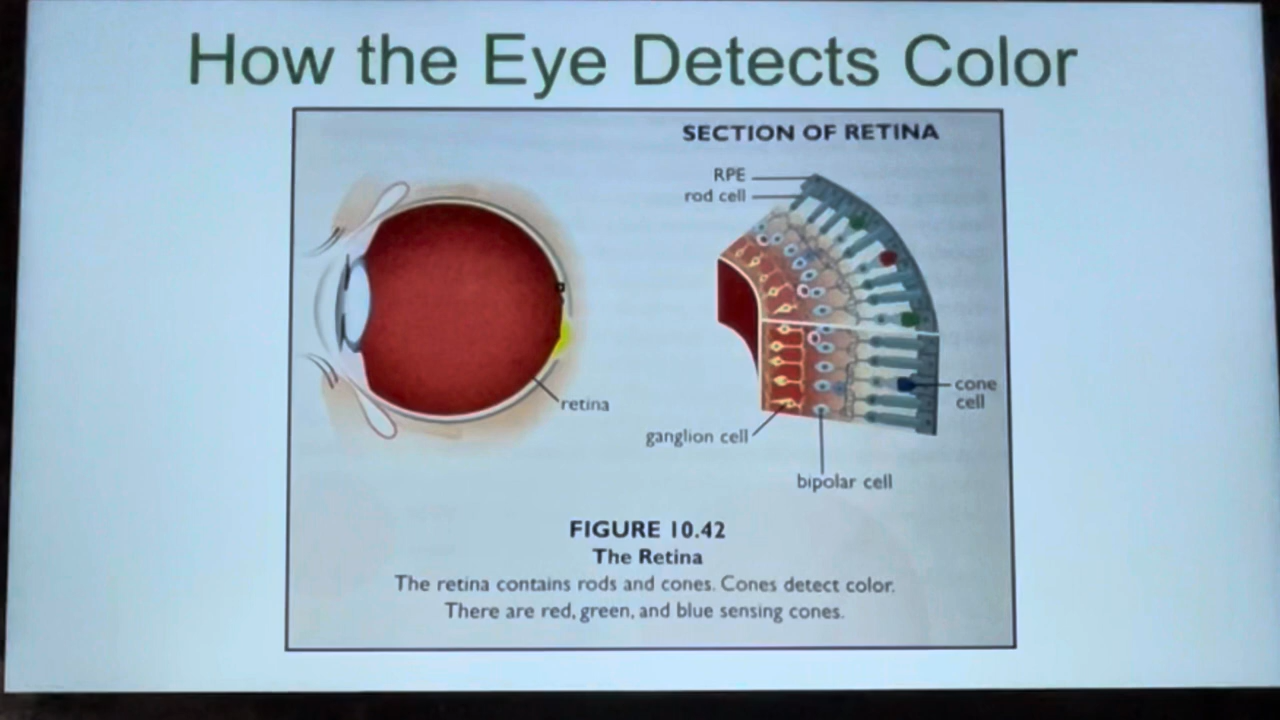 How the Eye Detects Color
SECTION OF RETINA
RPE
rod cell
cone
cell
retina
ganglion cell
bipolar cell
FIGURE 10.42
The Retina
The retina contains rods and cones. Cones detect color.
There are red, green, and blue sensing cones.